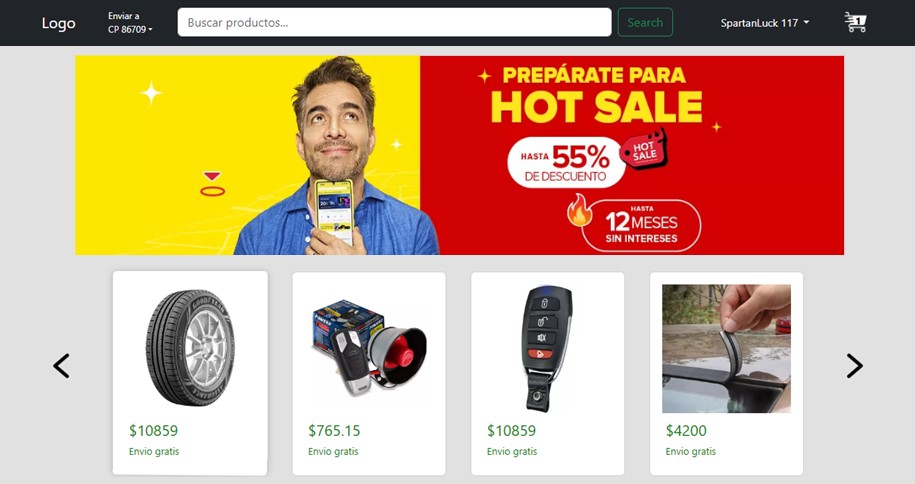 Logo
Enviar a
CP 86709
Buscar productos...
Search
SpartanLuck 117
1
PREPÁRATE PARA
HOT SALE
HASTA 55%
DE DESCUENTO
HOT
SALE
HASTA
12 MESES
SIN INTERESES
GOODYEAR
$10859
Envio gratis
$765.15
Envio gratis
$10859
Envio gratis
$4200
Envio gratis